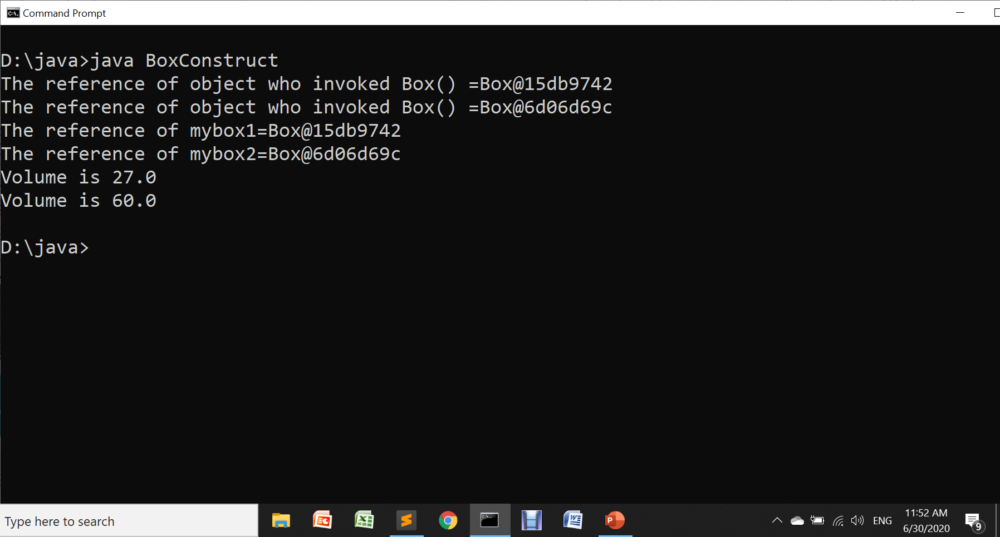 Command Prompt
D:\java>java BoxConstruct
The reference of object who invoked Box() =Box@15db9742
The reference of object who invoked Box() =Box@6d06d69c
The reference of mybox1=Box@15db9742
The reference of mybox2=Box@6d06d69c
Volume is 27.0
Volume is 60.0
D:\java>
Type here to search
ENG
11:52 AM
6/30/2020
9